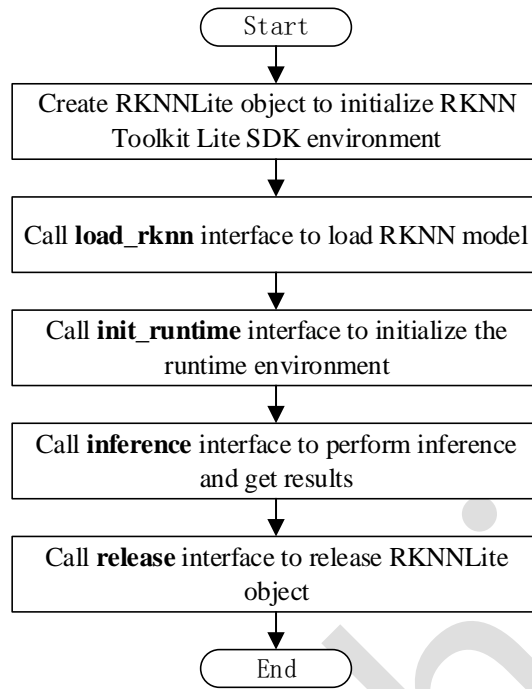 Start
Create RKNNLite object to initialize RKNN
Toolkit Lite SDK environment
Call load_rknn interface to load RKNN model
Call init_runtime interface to initialize the
runtime environment
Call inference interface to perform inference
and get results
Call release interface to release RKNNLite
object
End